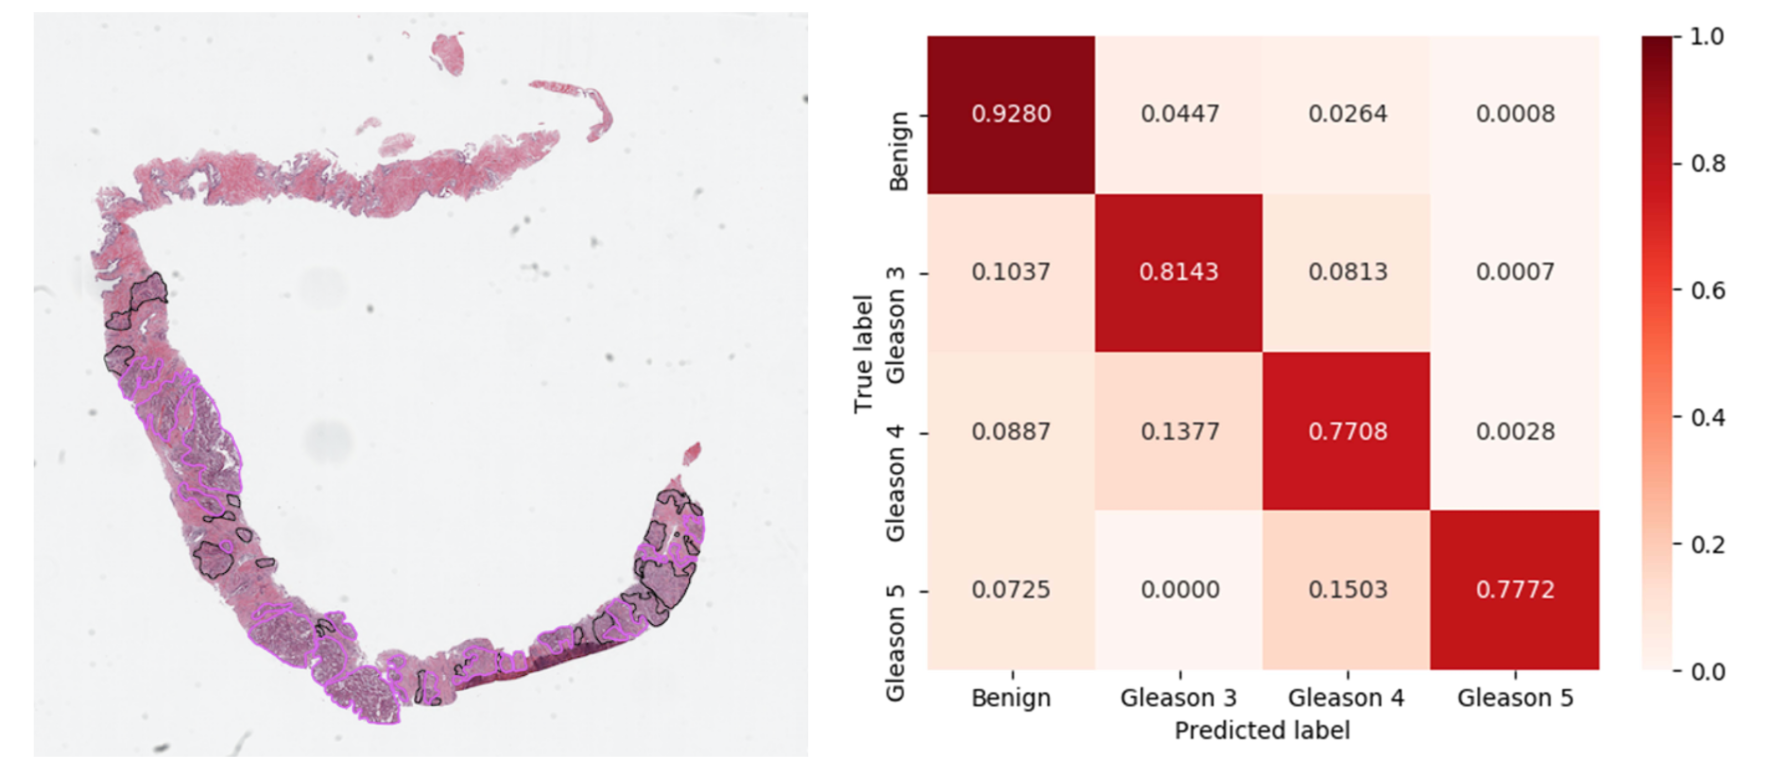 1.0
0.9280 0.0447 0.0264 0.0008
Benign
0.8
0.1037 0.8143 0.0813 0.0007
Gleason 3
0.6
True label
0.0887 0.1377 0.7708 0.0028
Gleason 4
0.4
0.0725 0.0000 0.1503 0.7772
Gleason 5
0.2
0.0
Benign Gleason 3 Gleason 4 Gleason 5
Predicted label